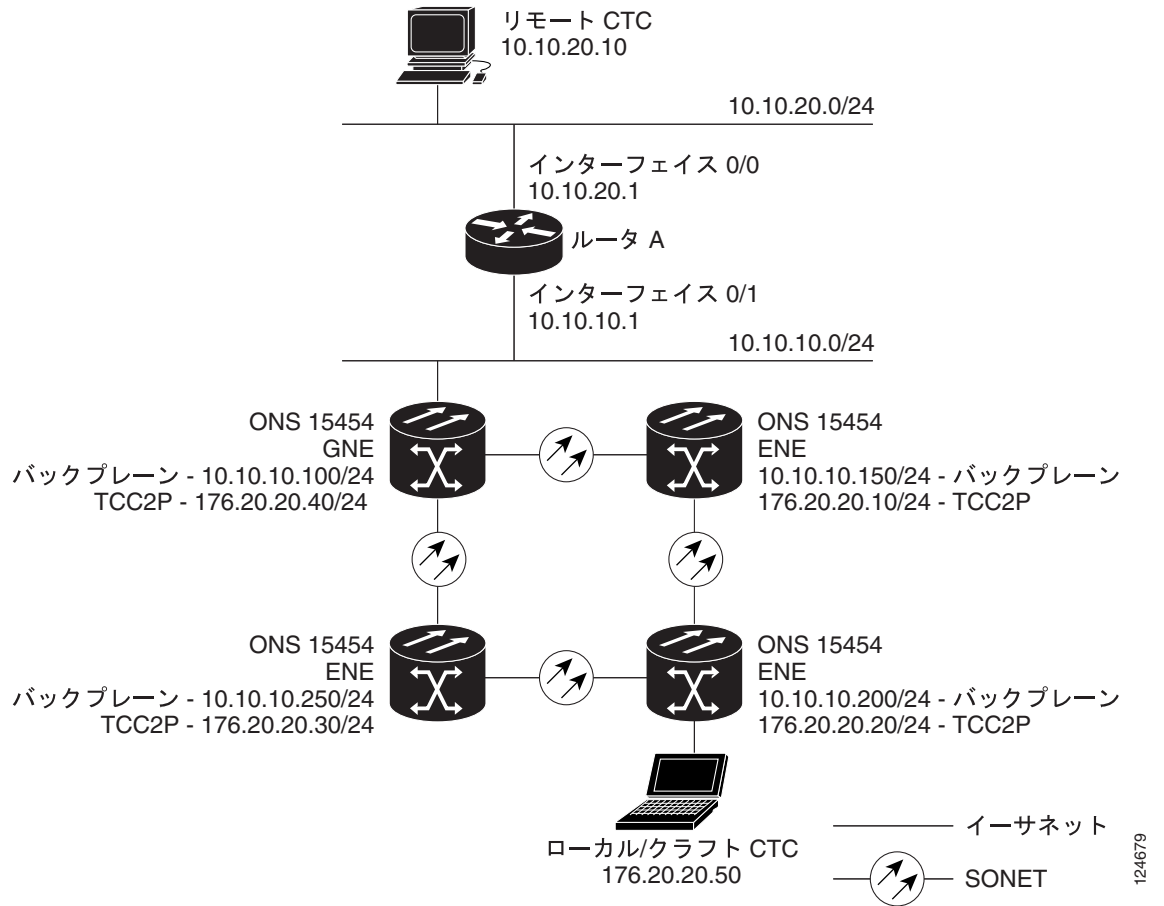 リモート CTC
10.10.20.10
10.10.20.0/24
インターフェイス 0/0
10.10.20.1
ルータ A
インターフェイス 0/1
10.10.10.1
10.10.10.0/24
ONS 15454
GNE
バックプレーン - 10.10.10.100/24
TCC2P - 176.20.20.40/24
ONS 15454
ENE
10.10.10.150/24 - バックプレーン
176.20.20.10/24 - TCC2P
ONS 15454
ENE
バックプレーン - 10.10.10.250/24
TCC2P - 176.20.20.30/24
ONS 15454
ENE
10.10.10.200/24 - バックプレーン
176.20.20.20/24 - TCC2P
ローカル/クラフト CTC
176.20.20.50
イーサネット
SONET
124679